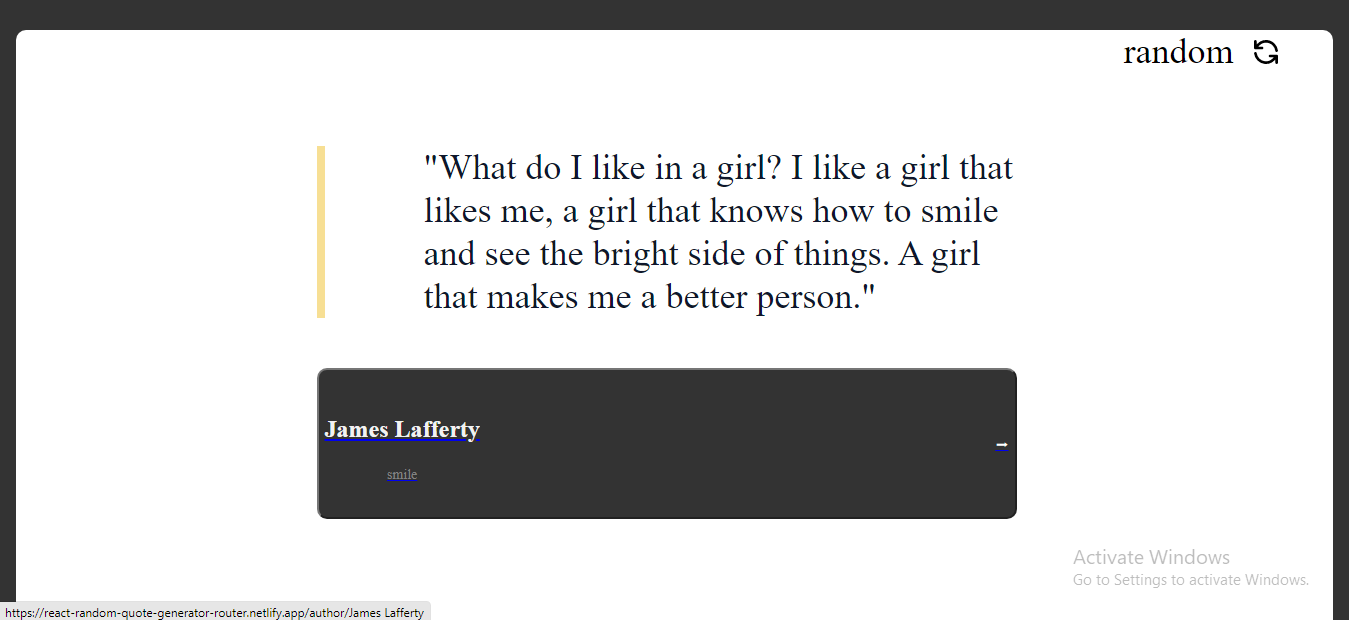 random
"What do I like in a girl? I like a girl that
likes me, a girl that knows how to smile
and see the bright side of things. A girl
that makes me a better person."
James Lafferty
→
smile
Activate Windows
Go to Settings to activate Windows.
https://react-random-quote-generator-router.netlify.app/author/James Lafferty